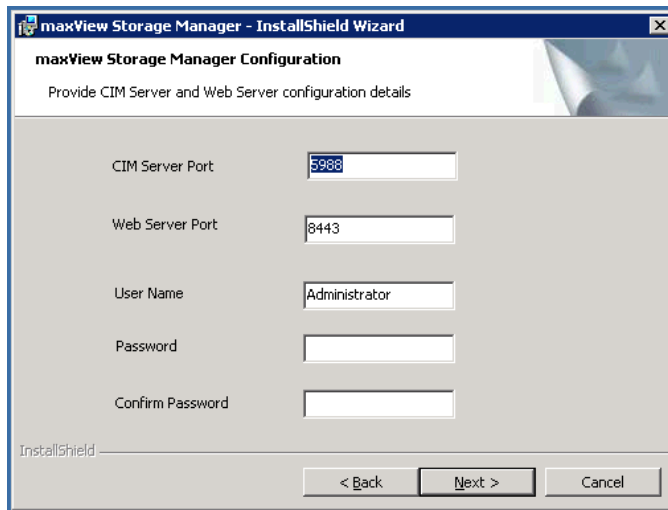 maxView Storage Manager - InstallShield Wizard
maxView Storage Manager Configuration
Provide CIM Server and Web Server configuration details
CIM Server Port 5988
Web Server Port 8443
User Name Administrator
Password
Confirm Password
InstallShield
< Back Next > Cancel